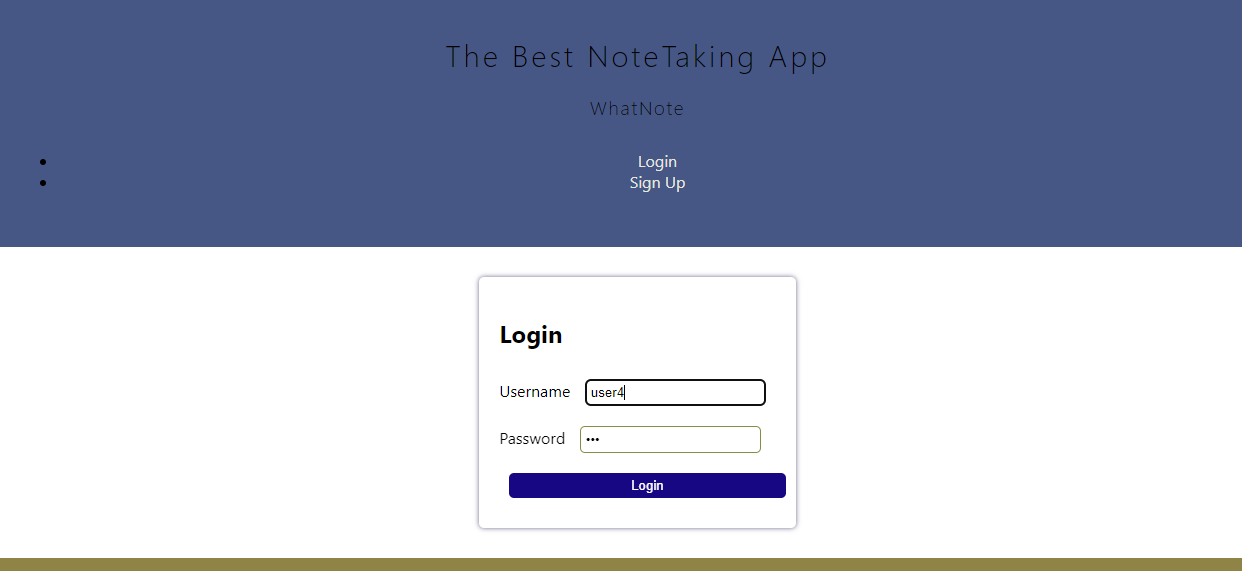 The Best NoteTaking App
WhatNote
Login
Sign Up
Login
Username user4
Password •••
Login